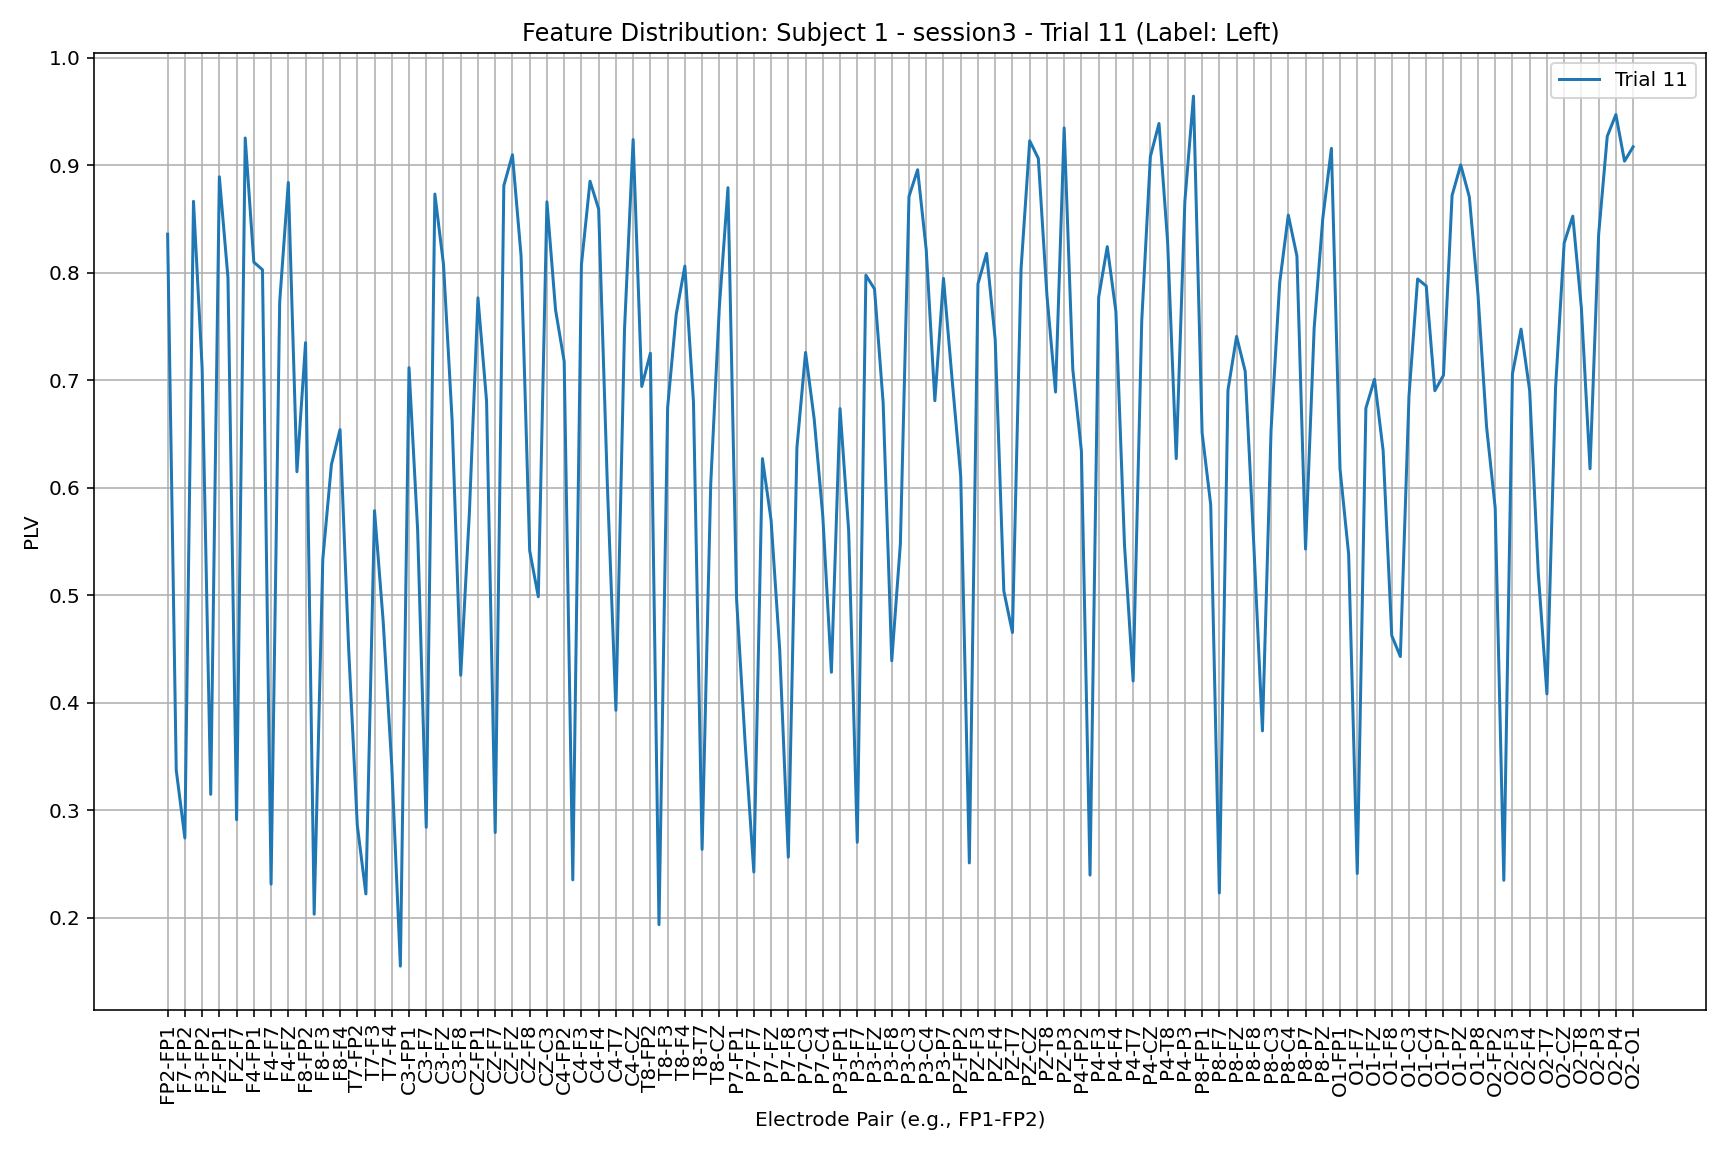 Feature Distribution: Subject 1 - session3 - Trial 11 (Label: Left)
Trial 11
PLV
1.0
0.9
0.8
0.7
0.6
0.5
0.4
0.3
0.2
FP2-FP1
F7-FP2
F3-FP2
FZ-FP1
FZ-F7
F4-FP1
F4-F7
F4-FZ
F8-FP2
F8-F3
F8-F4
T7-FP2
T7-F3
T7-F4
C3-FP1
C3-F7
C3-FZ
C3-F8
CZ-FP1
CZ-F7
CZ-FZ
CZ-F8
CZ-C3
C4-FP2
C4-F3
C4-F4
C4-T7
C4-CZ
T8-FP2
T8-F3
T8-F4
T8-T7
T8-CZ
P7-FP1
P7-F7
P7-FZ
P7-F8
P7-C3
P7-C4
P3-FP1
P3-F7
P3-FZ
P3-F8
P3-C3
P3-C4
P3-P7
PZ-FP2
PZ-F3
PZ-F4
PZ-T7
PZ-CZ
PZ-T8
PZ-P3
P4-FP2
P4-F3
P4-F4
P4-T7
P4-CZ
P4-T8
P4-P3
P8-FP1
P8-F7
P8-FZ
P8-F8
P8-C3
P8-C4
P8-P7
P8-PZ
O1-FP1
O1-F7
O1-FZ
O1-F8
O1-C3
O1-C4
O1-P7
O1-PZ
O1-P8
O2-FP2
O2-F3
O2-F4
O2-T7
O2-CZ
O2-T8
O2-P3
O2-P4
O2-O1
Electrode Pair (e.g., FP1-FP2)